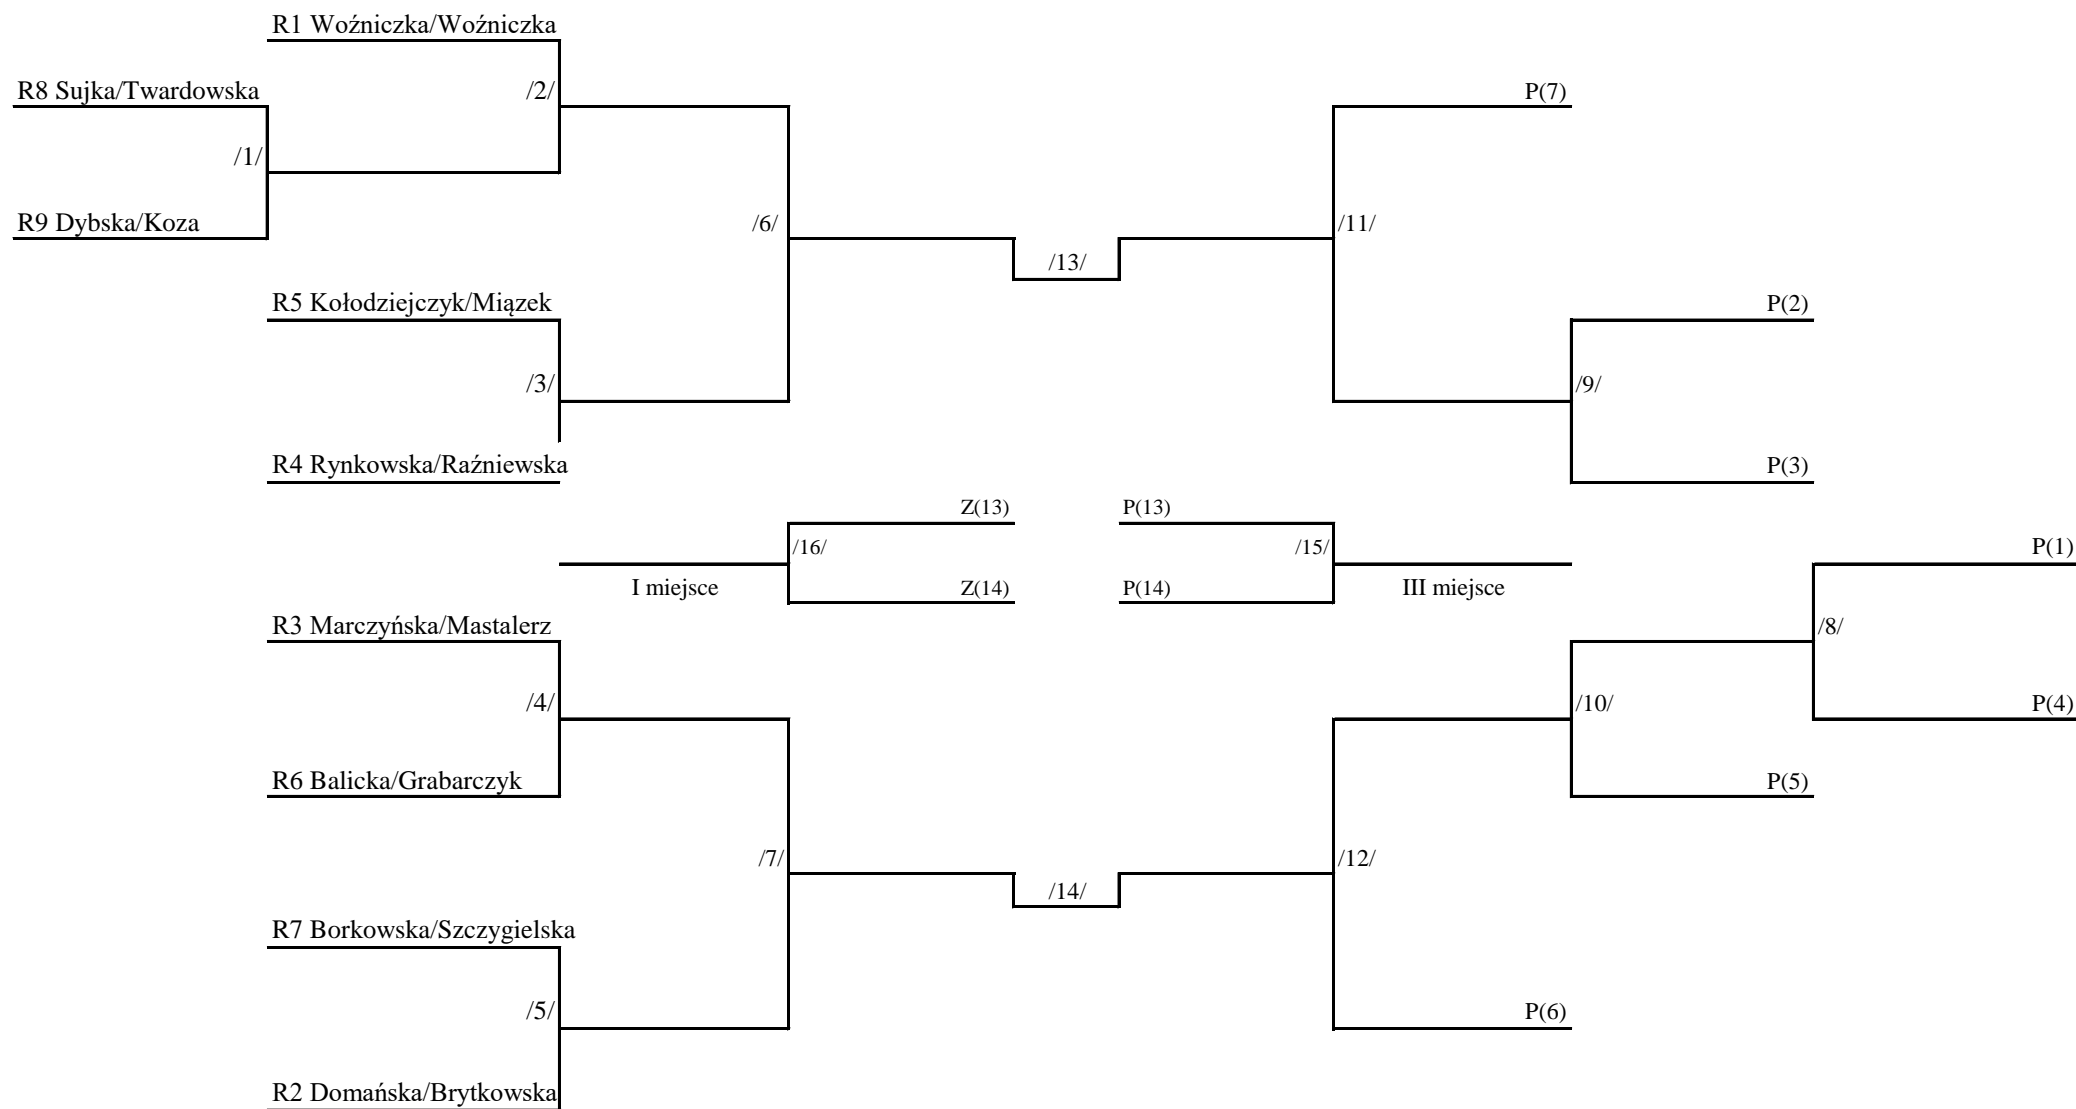 R1 Woźniczka/Woźniczka
R8 Sujka/Twardowska
/2/
P(7)
/1/
R9 Dybska/Koza
/6/
/11/
/13/
R5 Kołodziejczyk/Miązek
P(2)
/3/
/9/
R4 Rynkowska/Raźniewska
P(3)
Z(13)
P(13)
/16/
/15/
P(1)
I miejsce
Z(14)
P(14)
III miejsce
R3 Marczyńska/Mastalerz
/8/
/4/
/10/
P(4)
R6 Balicka/Grabarczyk
P(5)
/7/
/12/
/14/
R7 Borkowska/Szczygielska
/5/
P(6)
R2 Domańska/Brytkowska